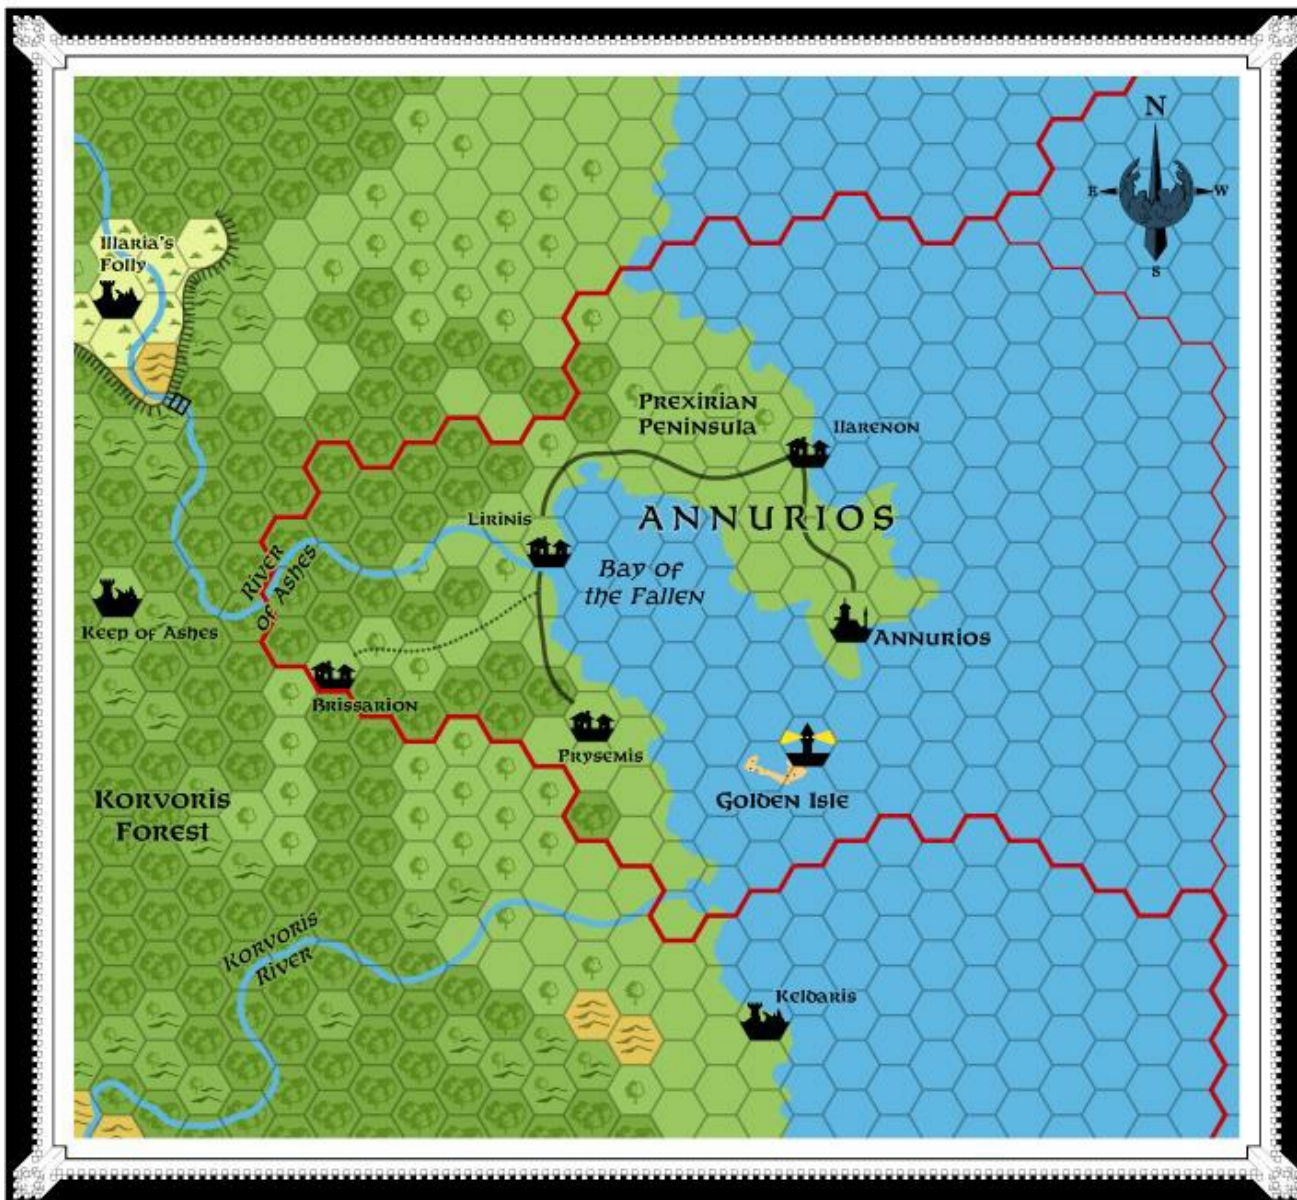 N
E
W
S
Illaria's
Folly
Prexirian
Peninsula
Ilarenon
Lirinis
ANNURIOS
River
of Ashes
Bay of
the Fallen
Keep of Ashes
Annurios
Brissarion
Prysemis
Korvoris
Forest
Golden Isle
Korvoris
River
Keldaris